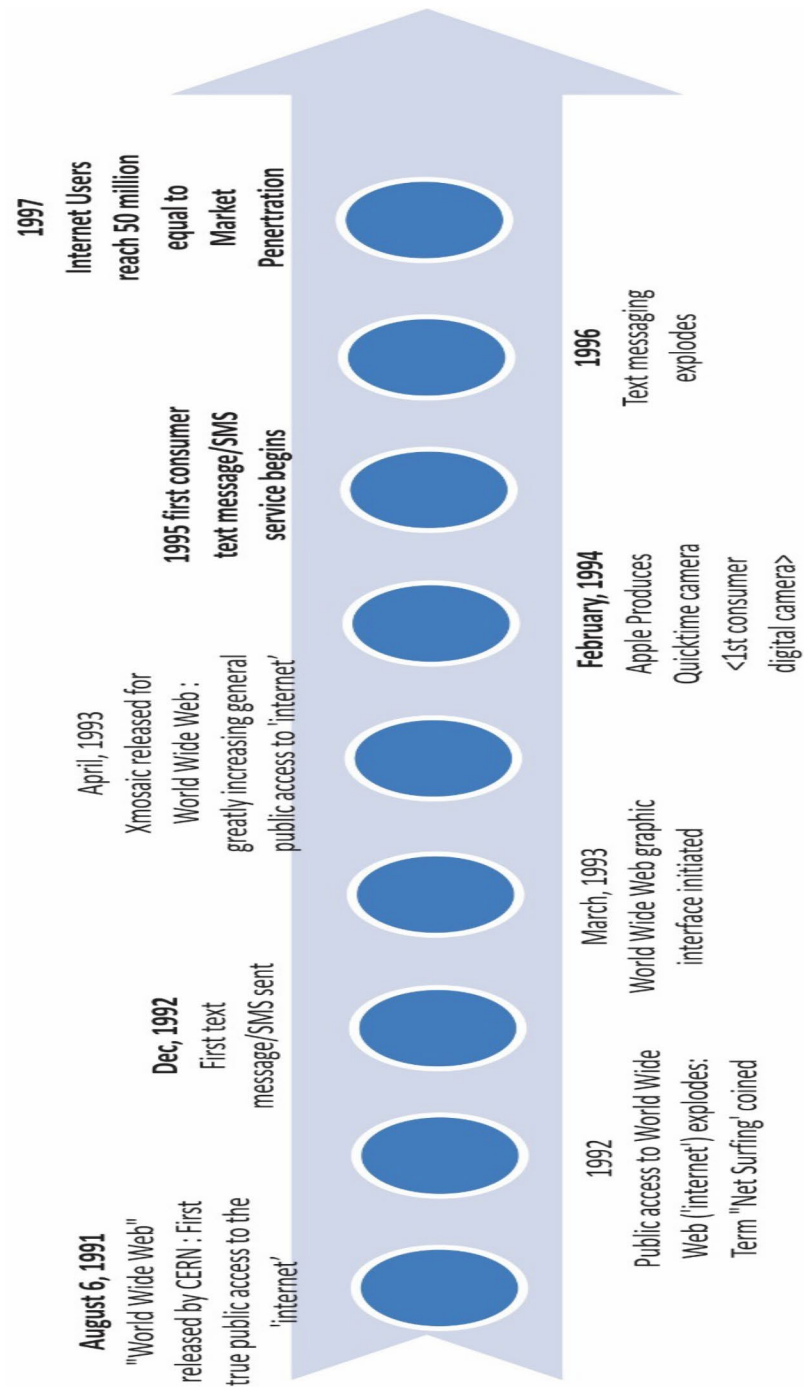 August 6, 1991
"World Wide Web"
released by CERN : First
true public access to the
'internet'
1992
Public access to World Wide
Web ('internet') explodes:
Term "Net Surfing' coined
Dec, 1992
First text
message/SMS sent
March, 1993
World Wide Web graphic
interface initiated
April, 1993
Xmosaic released for
World Wide Web :
greatly increasing general
public access to 'internet'
February, 1994
Apple Produces
Quicktime camera
<1st consumer
digital camera>
1995 first consumer
text message/SMS
service begins
1996
Text messaging
explodes
1997
Internet Users
reach 50 million
equal to
Market
Penertration